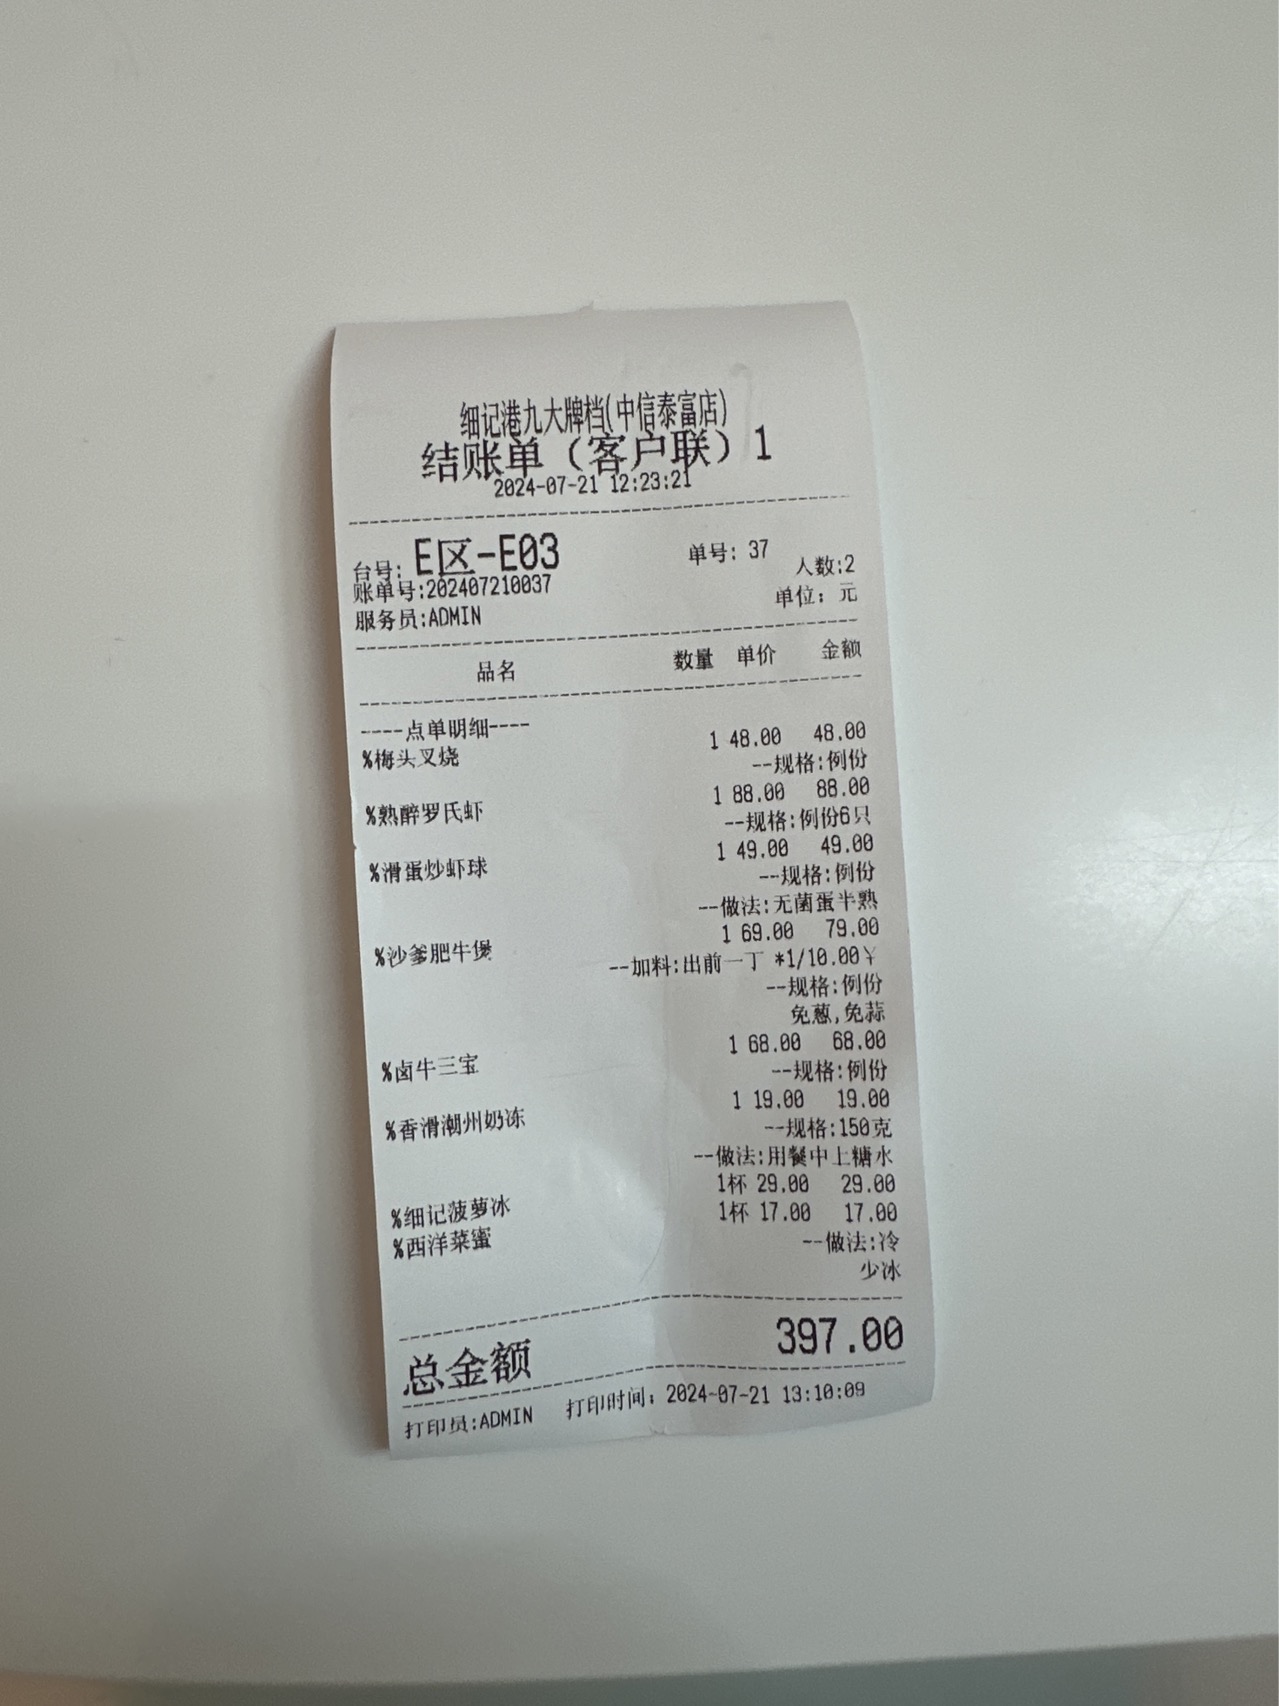 细记港九大牌档(中信泰富店)
结账单（客户联）1
2024-07-21 12:23:21
台号: E区-E03 单号: 37
账单号:202407210037 人数:2
服务员:ADMIN 单位: 元
品名 数量 单价 金额
----点单明细----
%梅头叉烧 1 48.00 48.00
--规格:例份
%熟醉罗氏虾 1 88.00 88.00
--规格:例份6只
%滑蛋炒虾球 1 49.00 49.00
--规格:例份
--做法:无菌蛋半熟
%沙爹肥牛煲 1 69.00 79.00
--加料:出前一丁 *1/10.00￥
--规格:例份
免葱,免蒜
%卤牛三宝 1 68.00 68.00
--规格:例份
%香滑潮州奶冻 1 19.00 19.00
--规格:150克
--做法:用餐中上糖水
%细记菠萝冰 1杯 29.00 29.00
%西洋菜蜜 1杯 17.00 17.00
--做法:冷
少冰
总金额 397.00
打印员:ADMIN 打印时间: 2024-07-21 13:10:09